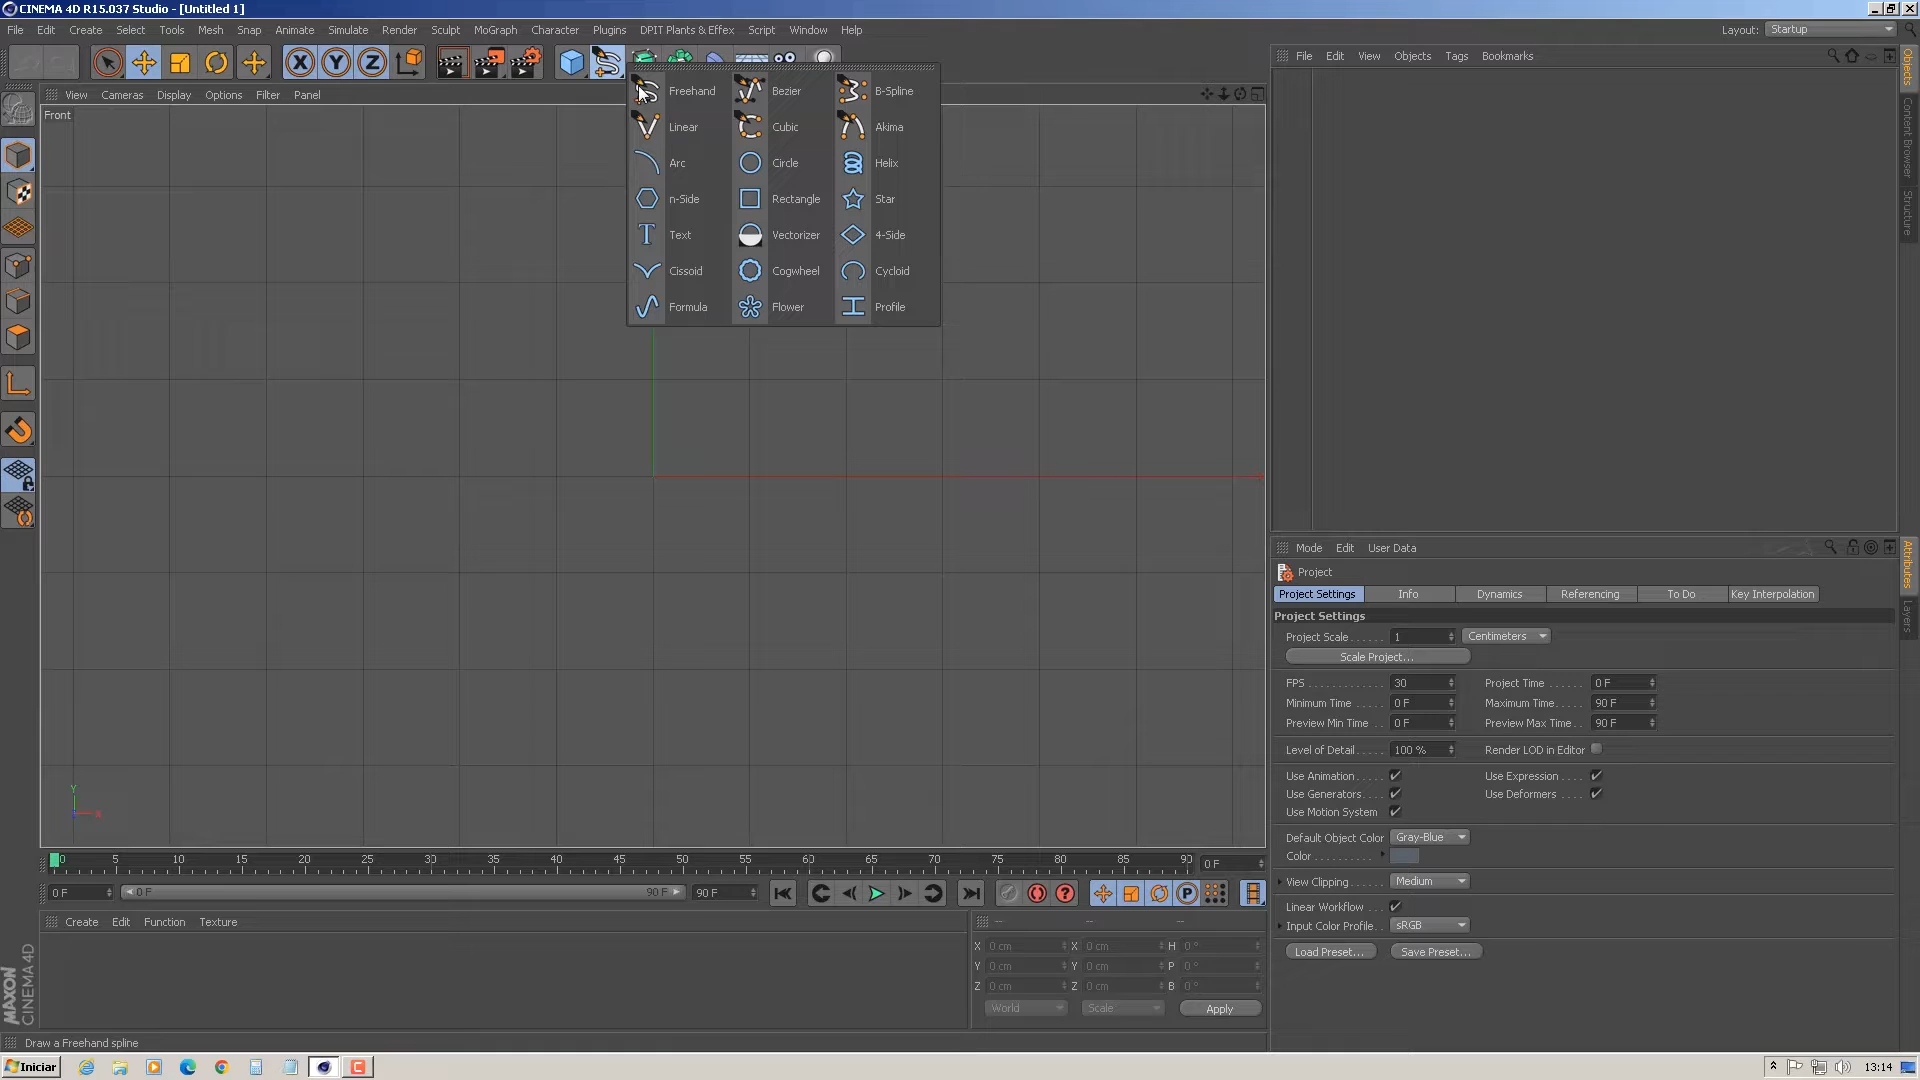 CINEMA 4D R15.037 Studio - [Untitled 1]
File Edit Create Select Tools Mesh Snap Animate Simulate Render Sculpt MoGraph Character Plugins DPIT Plants & Effex Script Window Help
Layout: Startup
X Y Z
File Edit View Objects Tags Bookmarks
View Cameras Display Options Filter Panel
Front
Freehand Bezier B-Spline
Linear Cubic Akima
Arc Circle Helix
n-Side Rectangle Star
Text Vectorizer 4-Side
Cissoid Cogwheel Cycloid
Formula Flower Profile
Objects
Content Browser
Structure
Mode Edit User Data
Project
Project Settings Info Dynamics Referencing To Do Key Interpolation
Project Settings
Project Scale 1 Centimeters
Scale Project...
FPS 30 Project Time 0 F
Minimum Time 0 F Maximum Time 90 F
Preview Min Time 0 F Preview Max Time 90 F
Level of Detail 100 % Render LOD in Editor
Use Animation Use Expression
Use Generators Use Deformers
Use Motion System
Default Object Color Gray-Blue
Color
View Clipping Medium
Linear Workflow
Input Color Profile sRGB
Load Preset... Save Preset...
Attributes
Layers
Y
X
0 5 10 15 20 25 30 35 40 45 50 55 60 65 70 75 80 85 90 0 F
0 F 0 F 90 F 90 F
Create Edit Function Texture
X 0 cm X 0 cm H 0 °
Y 0 cm Y 0 cm P 0 °
Z 0 cm Z 0 cm B 0 °
World Scale Apply
MAXON
CINEMA 4D
Draw a Freehand spline
Iniciar
13:14